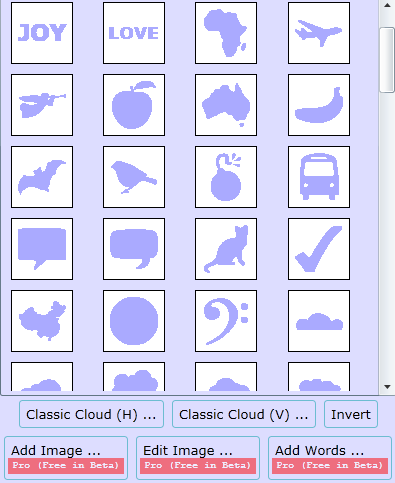 JOY
LOVE
Classic Cloud (H) ...
Classic Cloud (V) ...
Invert
Add Image ...
Pro (Free in Beta)
Edit Image ...
Pro (Free in Beta)
Add Words ...
Pro (Free in Beta)